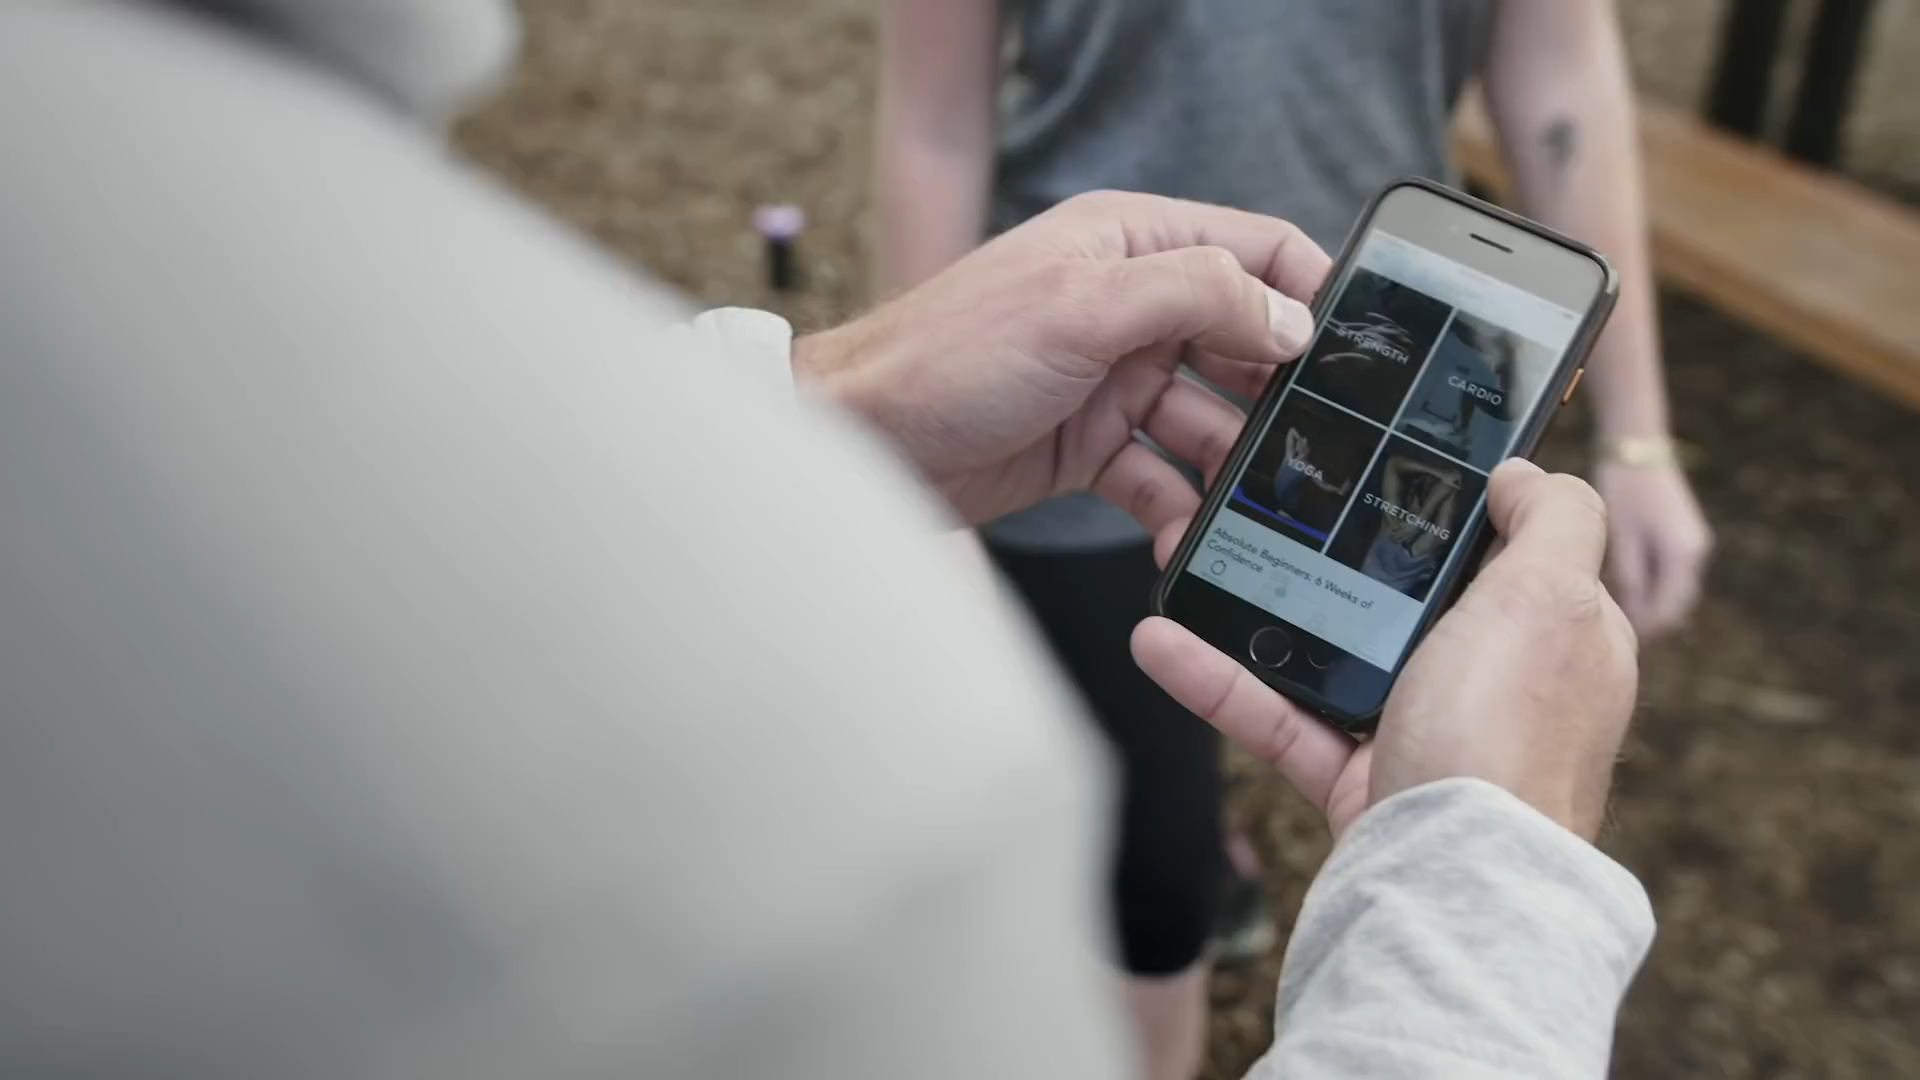 STRENGTH
CARDIO
YOGA
STRETCHING
Absolute Beginners: 6 Weeks of
Confidence